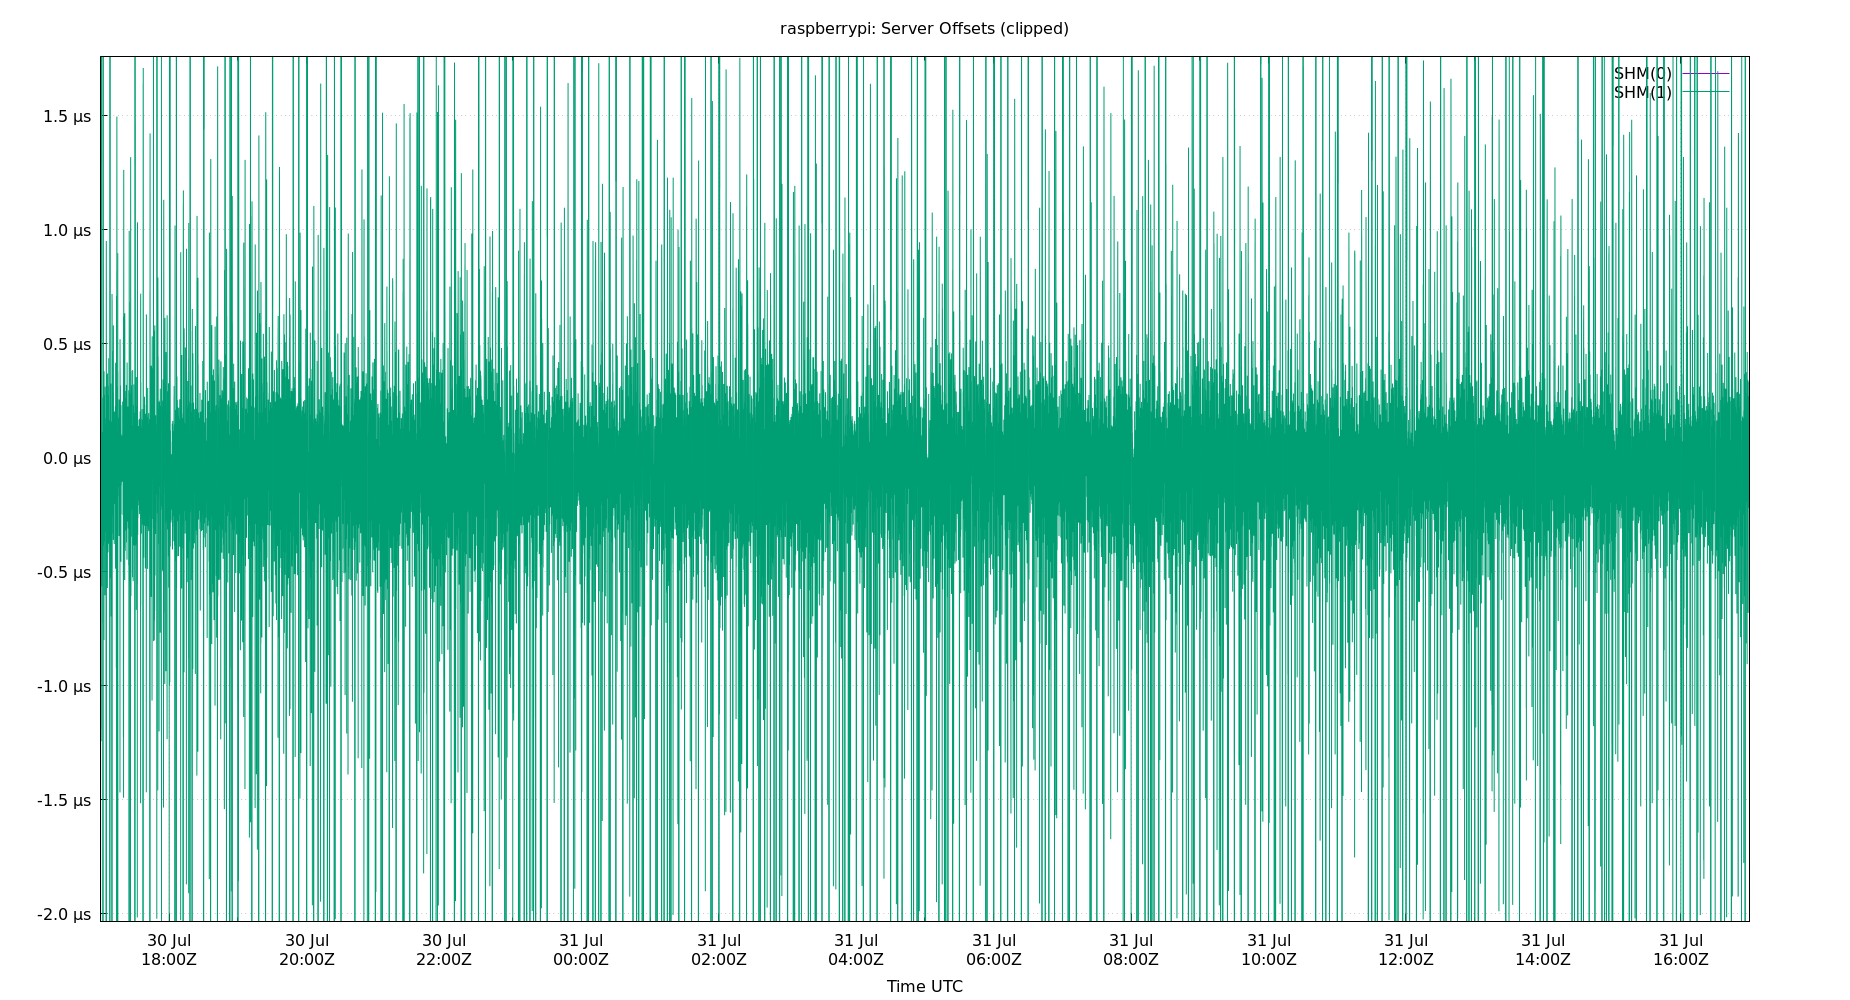 raspberrypi: Server Offsets (clipped)
SHM(0)
SHM(1)
1.5 µs
1.0 µs
0.5 µs
0.0 µs
-0.5 µs
-1.0 µs
-1.5 µs
-2.0 µs
30 Jul 30 Jul 30 Jul 31 Jul 31 Jul 31 Jul 31 Jul 31 Jul 31 Jul 31 Jul 31 Jul 31 Jul
18:00Z 20:00Z 22:00Z 00:00Z 02:00Z 04:00Z 06:00Z 08:00Z 10:00Z 12:00Z 14:00Z 16:00Z
Time UTC